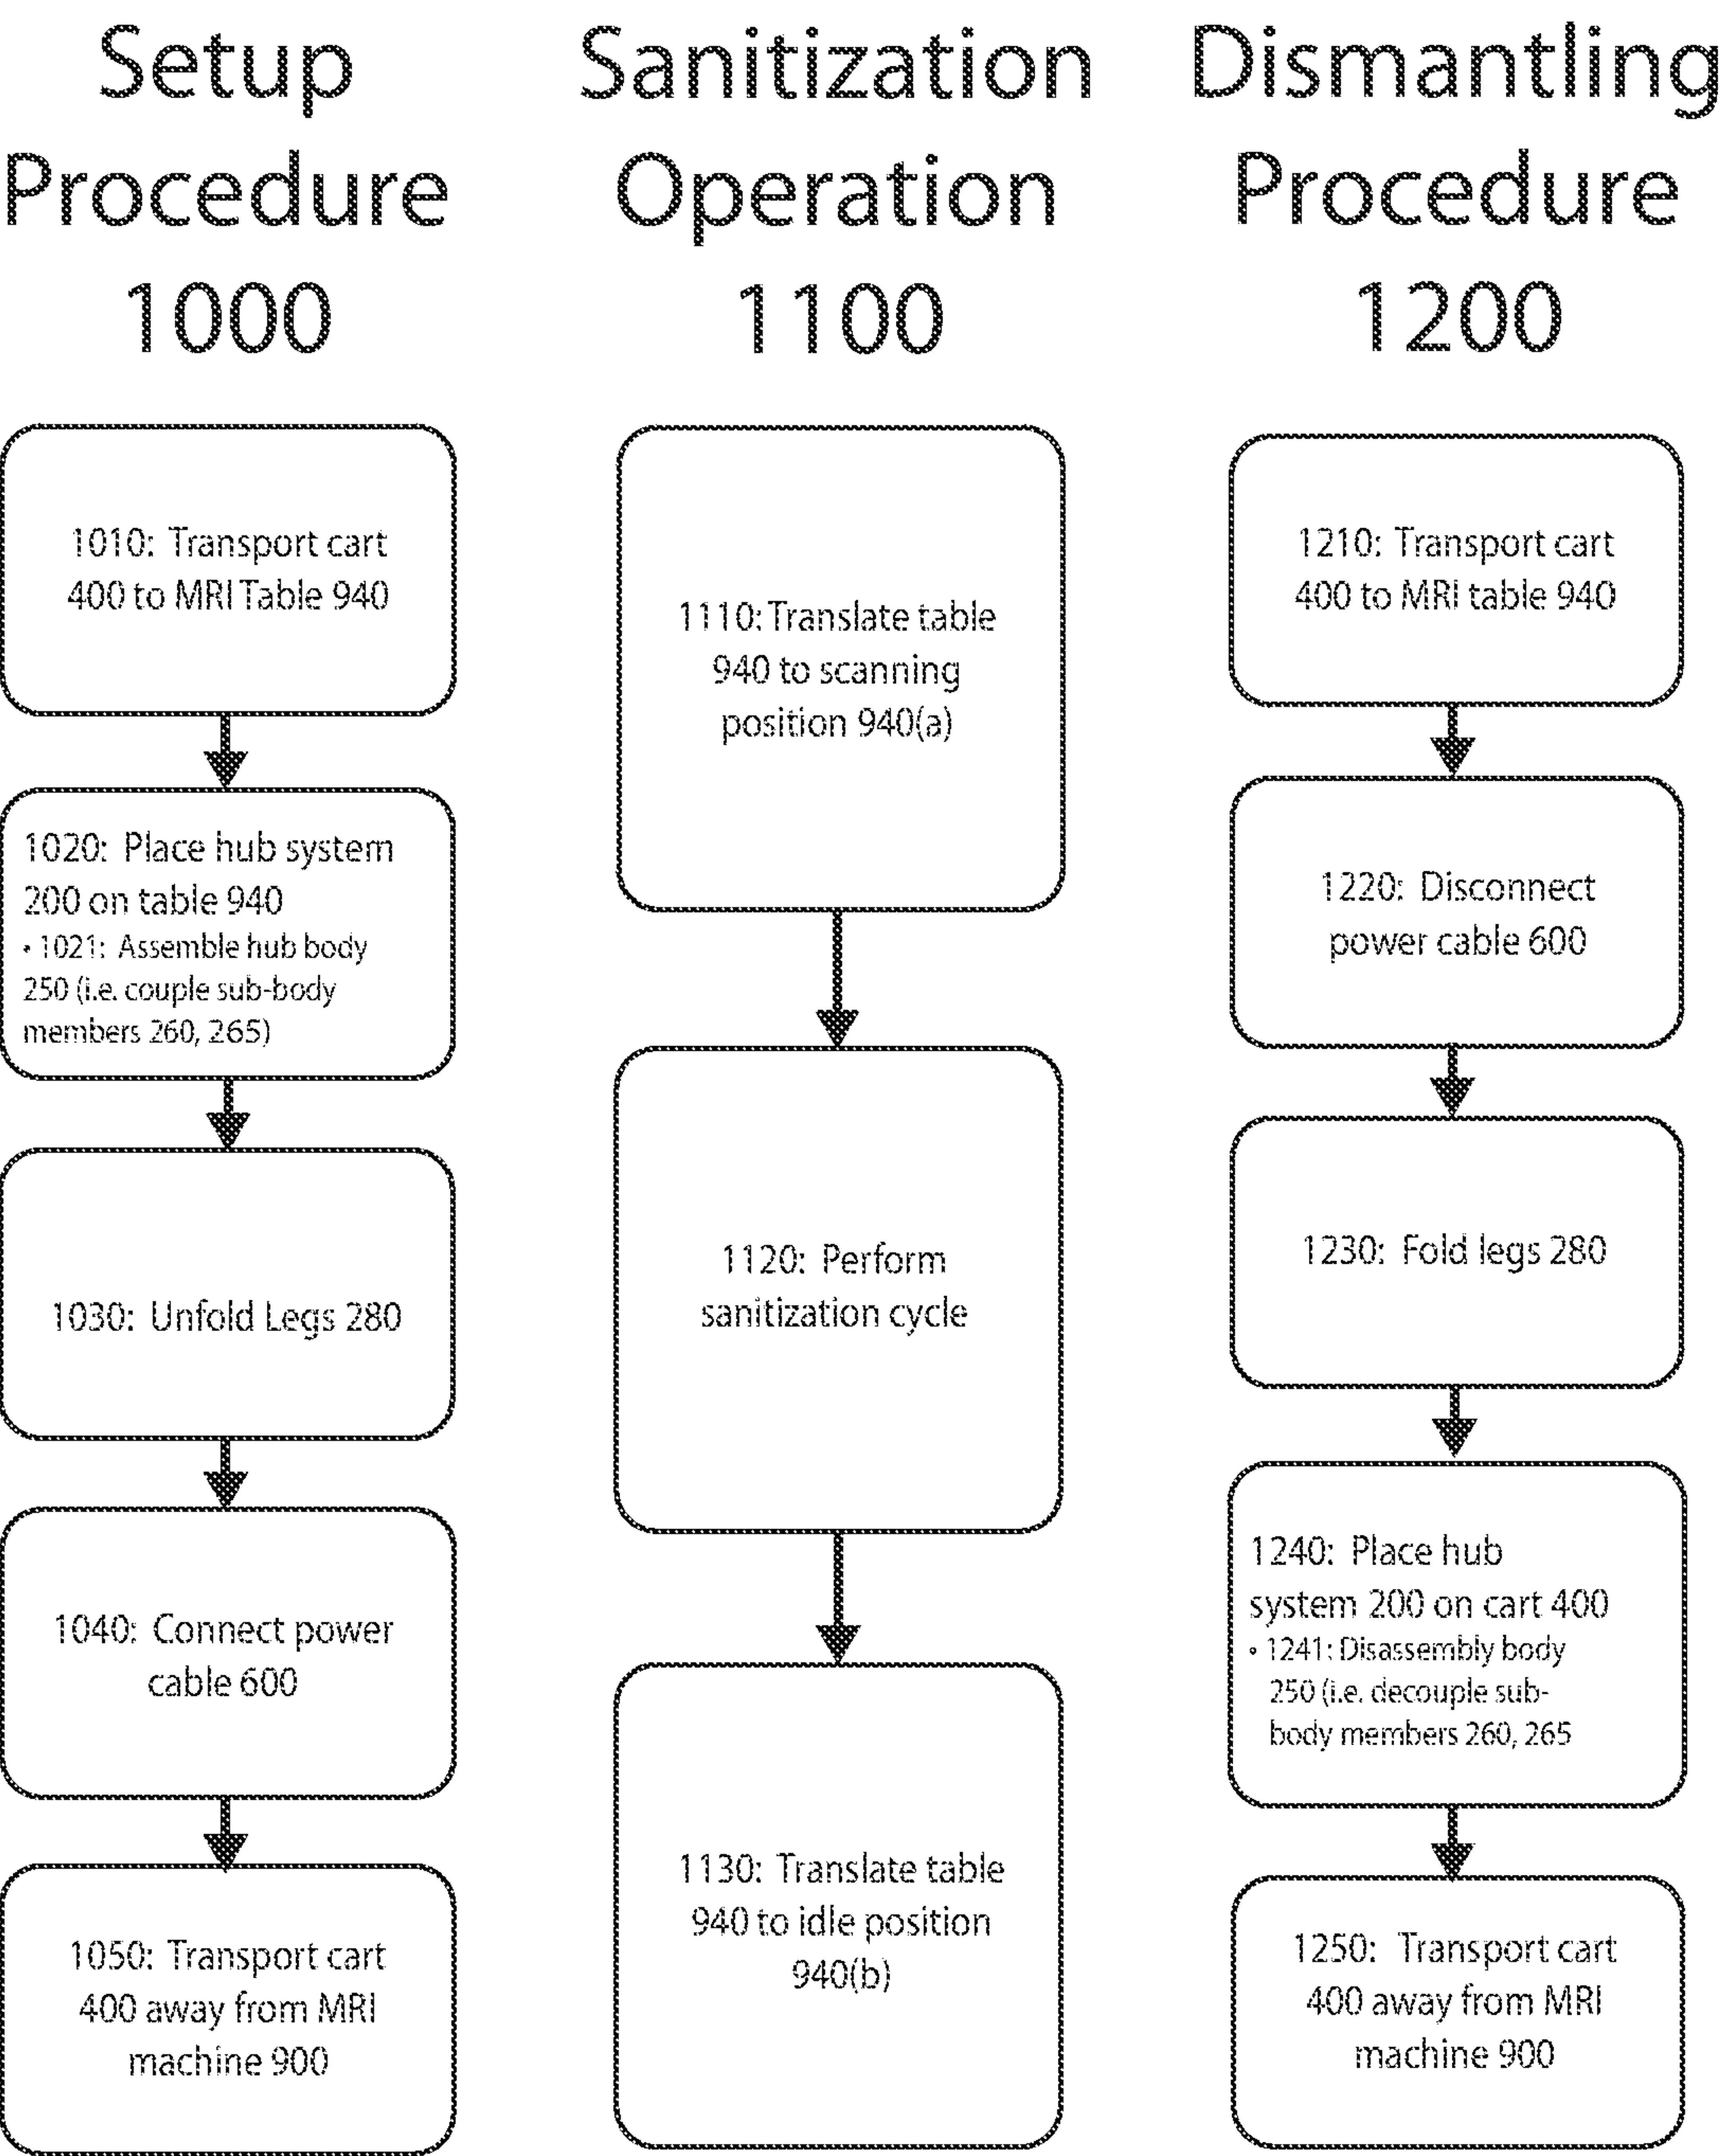 Setup
Procedure
1000
1010: Transport cart
400 to MRI Table 940
1020: Place hub system
200 on table 940
• 1021: Assemble hub body
250 (i.e. couple sub-body
members 260, 265)
1030: Unfold Legs 280
1040: Connect power
cable 600
1050: Transport cart
400 away from MRI
machine 900
Sanitization
Operation
1100
1110: Translate table
940 to scanning
position 940(a)
1120: Perform
sanitization cycle
1130: Translate table
940 to idle position
940(b)
Dismantling
Procedure
1200
1210: Transport cart
400 to MRI table 940
1220: Disconnect
power cable 600
1230: Fold legs 280
1240: Place hub
system 200 on cart 400
• 1241: Disassembly body
250 (i.e. decouple sub-
body members 260, 265
1250: Transport cart
400 away from MRI
machine 900